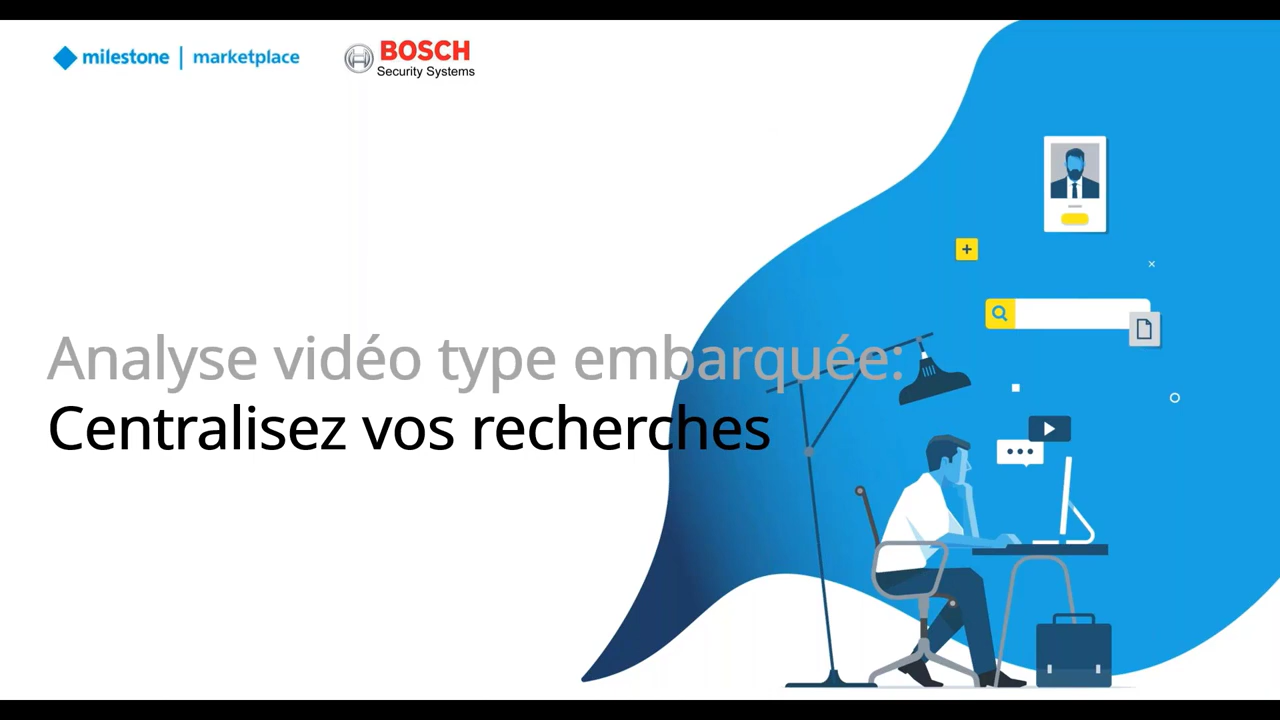 milestone | marketplace
BOSCH
Security Systems
Analyse vidéo type embarquée:
Centralisez vos recherches